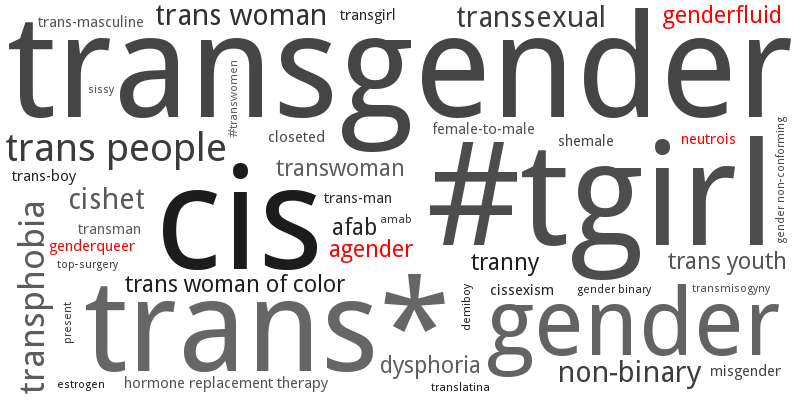 trans-masculine
trans woman
transgirl
transsexual
genderfluid
transgender
sissy
#transwomen
closeted
female-to-male
shemale
neutrois
gender non-conforming
trans people
trans-boy
cis
transwoman
#tgirl
cishet
trans-man
afab
amab
transman
genderqueer
agender
transphobia
top-surgery
tranny
trans youth
trans woman of color
trans*
present
demiboy
cissexism
gender binary
transmisogyny
gender
dysphoria
non-binary
misgender
estrogen
hormone replacement therapy
translatina